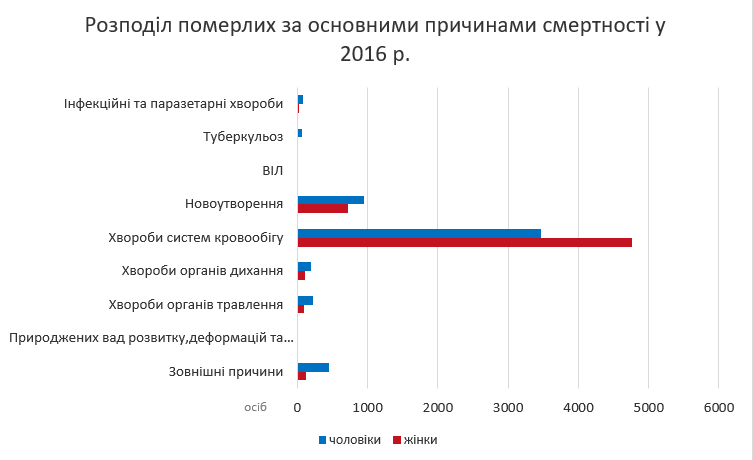 Розподіл померлих за основними причинами смертності у
2016 р.
Інфекційні та паразетарні хвороби
Туберкульоз
ВІЛ
Новоутворення
Хвороби систем кровообігу
Хвороби органів дихання
Хвороби органів травлення
Природжених вад розвитку,деформацій та...
Зовнішні причини
осіб 0 1000 2000 3000 4000 5000 6000
чоловіки жінки